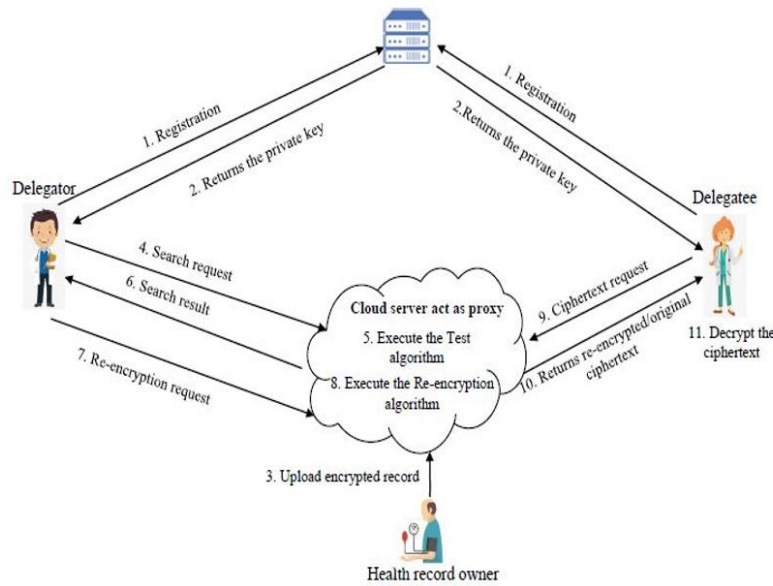 1. Registration
1. Registration
2. Returns the private key
2.Returns the private key
Delegator
Delegatee
4. Search request
6. Search result
7. Re-encryption request
Cloud server act as proxy
5. Execute the Test
algorithm
8. Execute the Re-encryption
algorithm
9. Ciphertext request
10. Returns re-encrypted/original
ciphertext
11. Decrypt the
ciphertext
3. Upload encrypted record
Health record owner